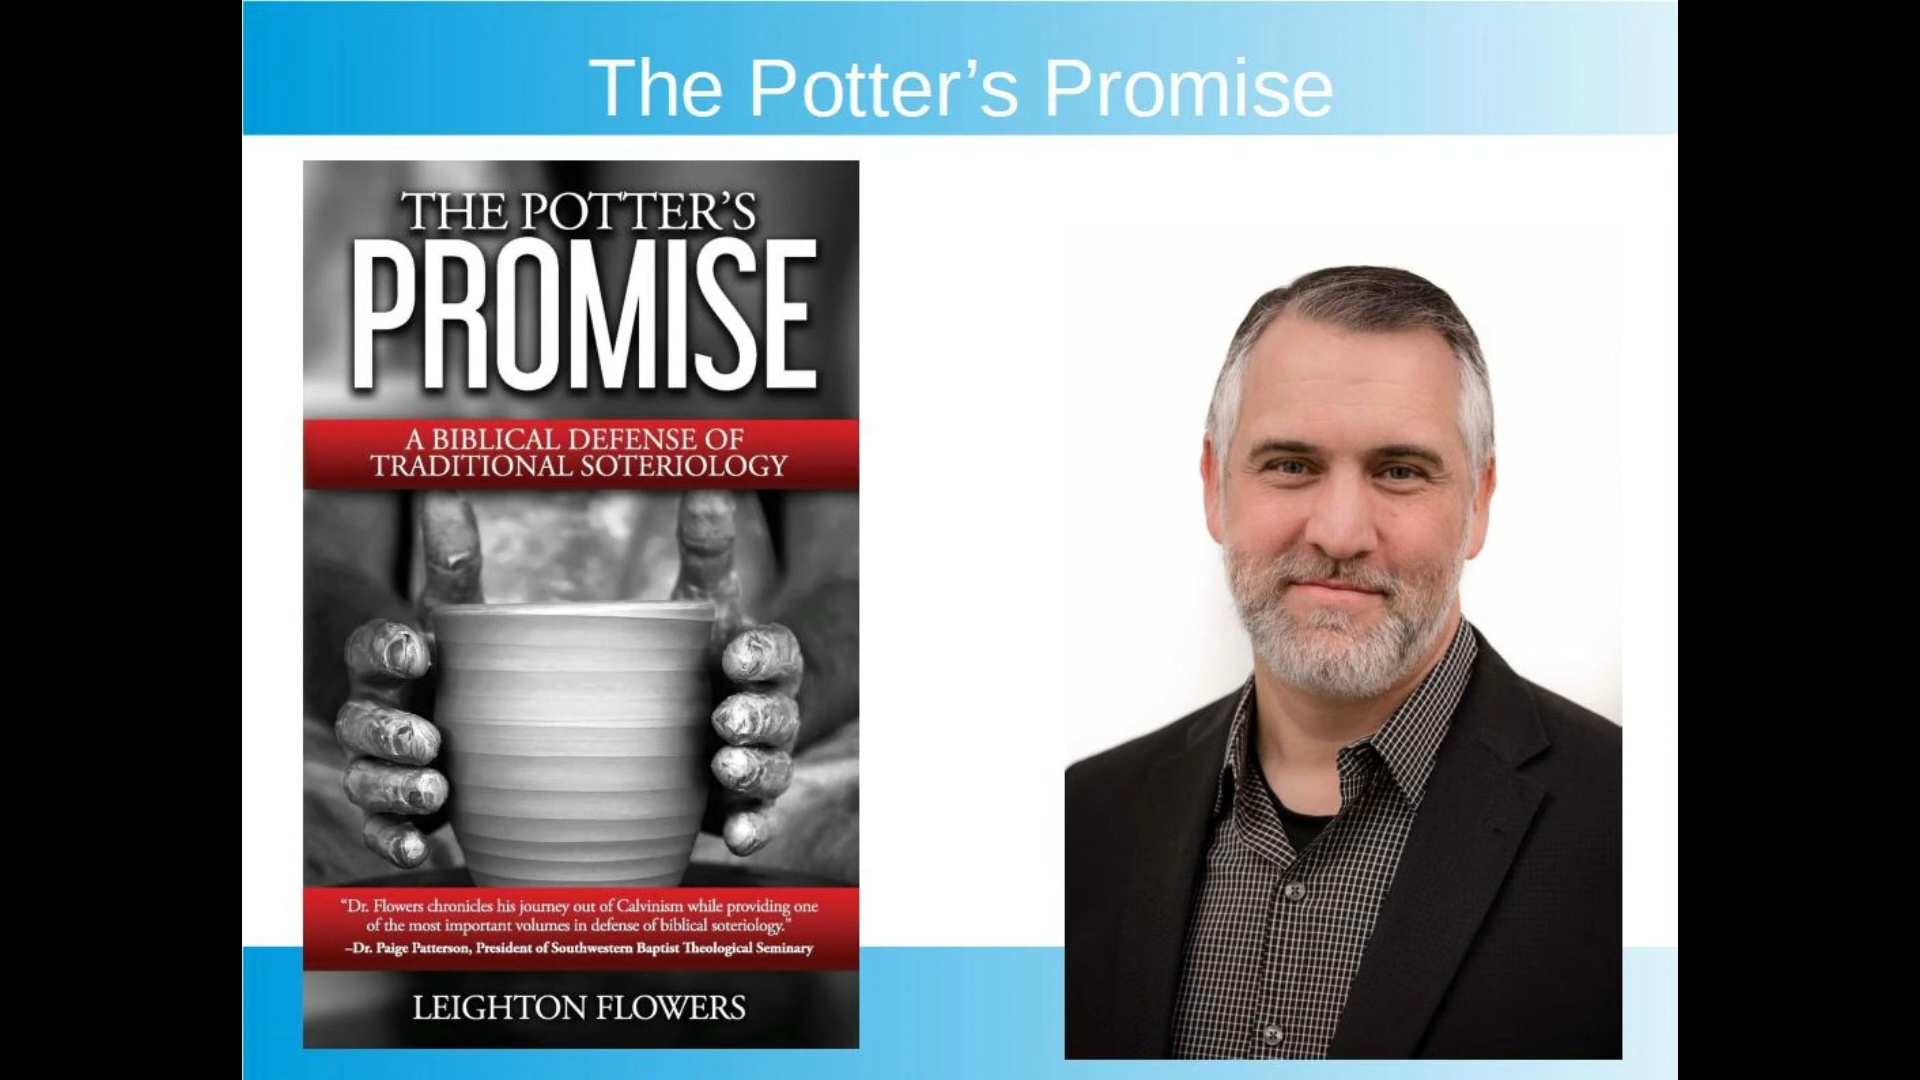 The Potter’s Promise
THE POTTER’S
PROMISE
A BIBLICAL DEFENSE OF
TRADITIONAL SOTERIOLOGY
“Dr. Flowers chronicles his journey out of Calvinism while providing one
of the most important volumes in defense of biblical soteriology.”
–Dr. Paige Patterson, President of Southwestern Baptist Theological Seminary
LEIGHTON FLOWERS